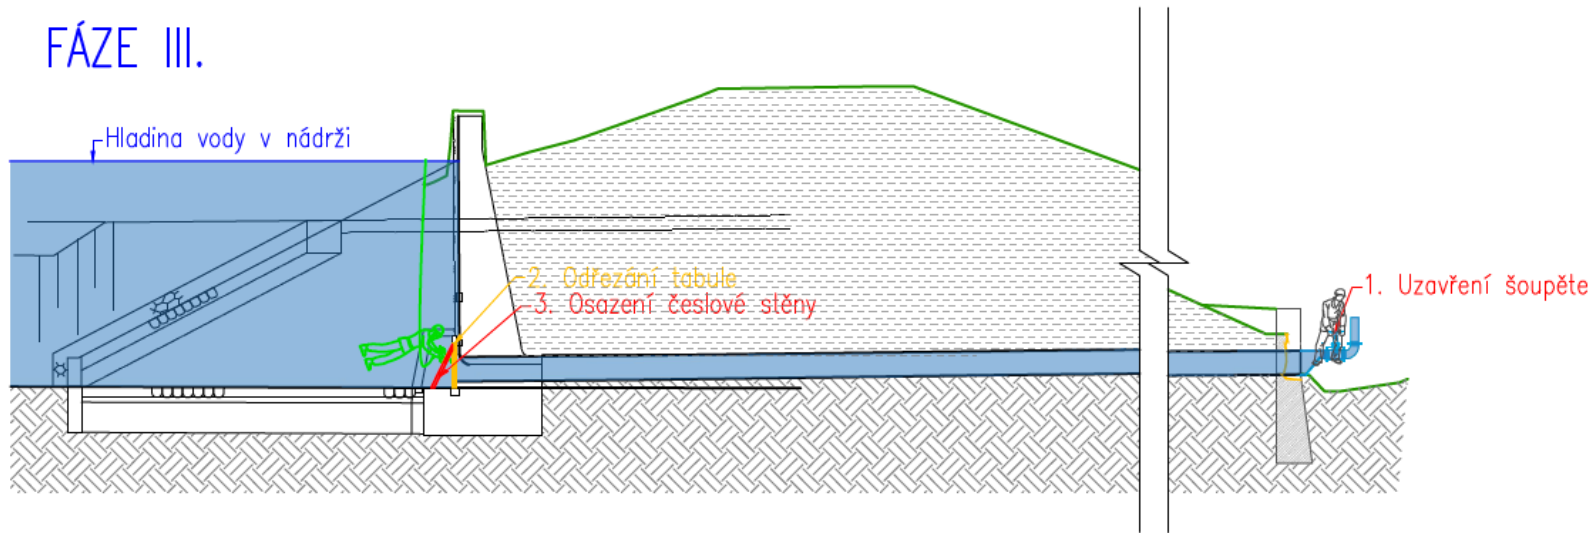 FÁZE III.
Hladina vody v nádrži
2. Odřezání tabule
3. Osazení česlové stěny
1. Uzavření šoupěte